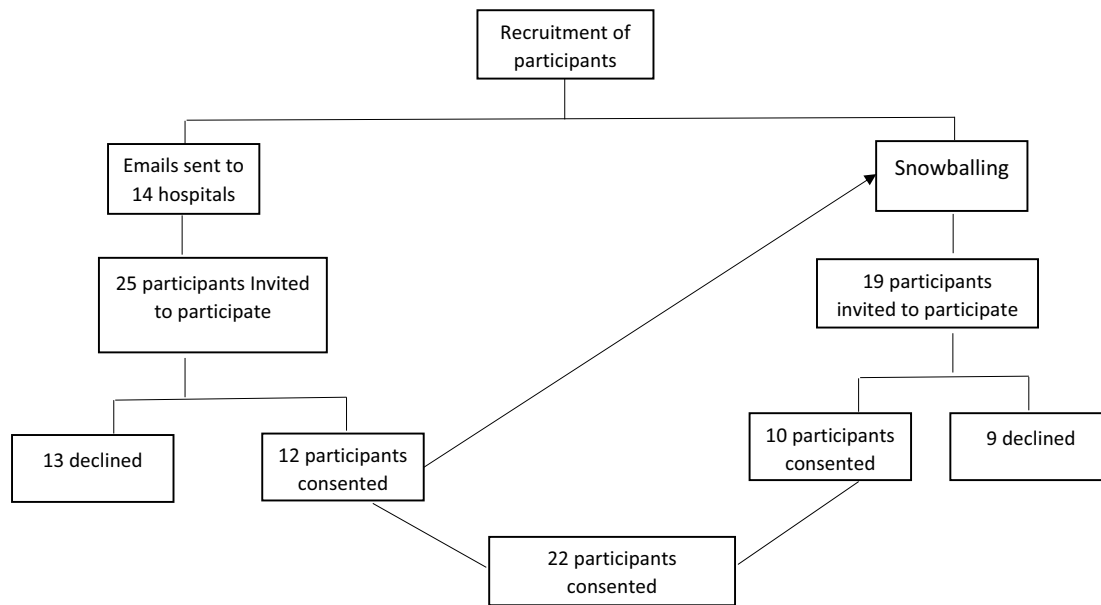 Recruitment of
participants
Emails sent to
14 hospitals
Snowballing
25 participants Invited
to participate
19 participants
invited to participate
13 declined
12 participants
consented
10 participants
consented
9 declined
22 participants
consented